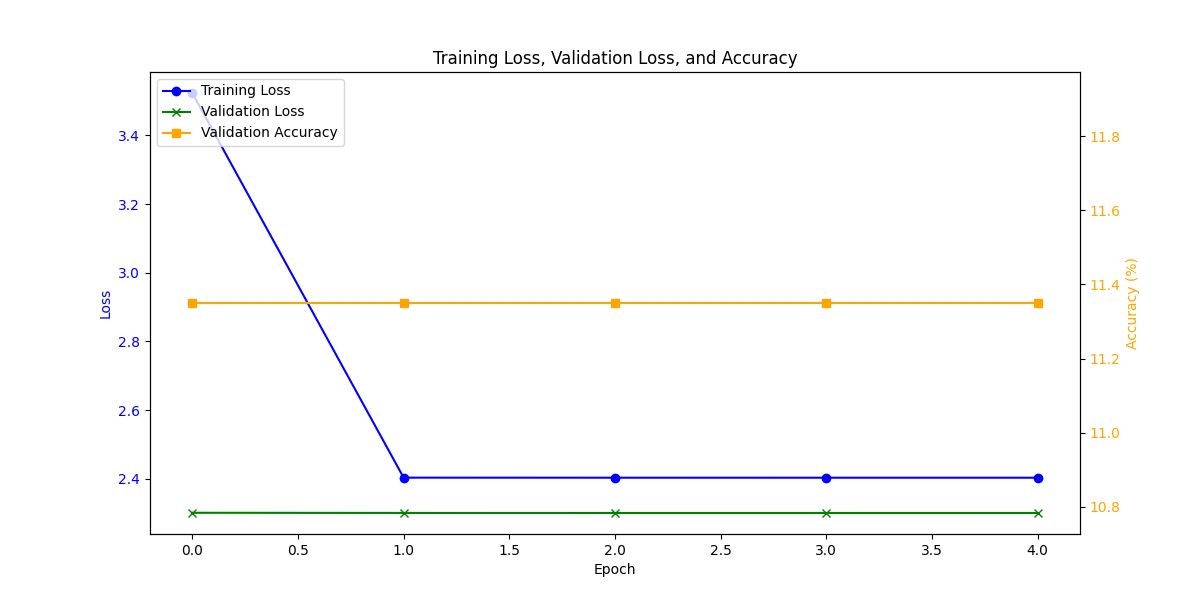 Training Loss, Validation Loss, and Accuracy
Training Loss
Validation Loss
Validation Accuracy
3.4
3.2
3.0
2.8
2.6
2.4
Loss
11.8
11.6
11.4
11.2
11.0
10.8
Accuracy (%)
0.0 0.5 1.0 1.5 2.0 2.5 3.0 3.5 4.0
Epoch